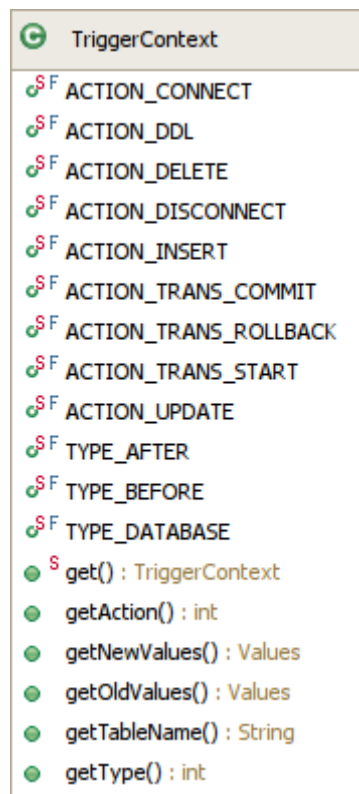 C TriggerContext
S F ACTION_CONNECT
S F ACTION_DDL
S F ACTION_DELETE
S F ACTION_DISCONNECT
S F ACTION_INSERT
S F ACTION_TRANS_COMMIT
S F ACTION_TRANS_ROLLBACK
S F ACTION_TRANS_START
S F ACTION_UPDATE
S F TYPE_AFTER
S F TYPE_BEFORE
S F TYPE_DATABASE
S get() : TriggerContext
getAction() : int
getNewValues() : Values
getOldValues() : Values
getTableName() : String
getType() : int